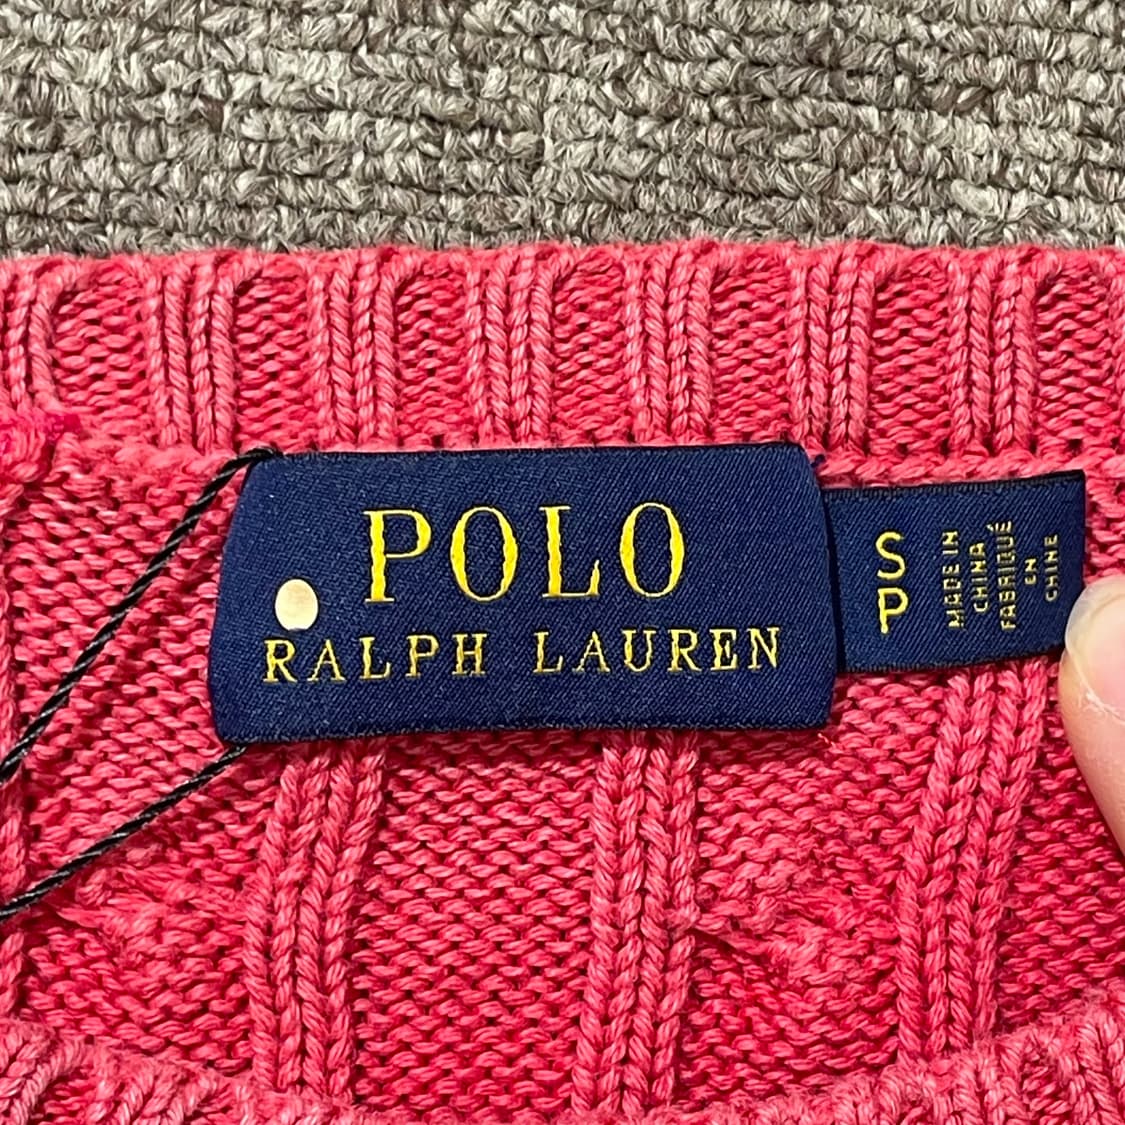 POLO
RALPH LAUREN
S
P
MADE IN
CHINA
FABRIQUÉ
EN
CHINE